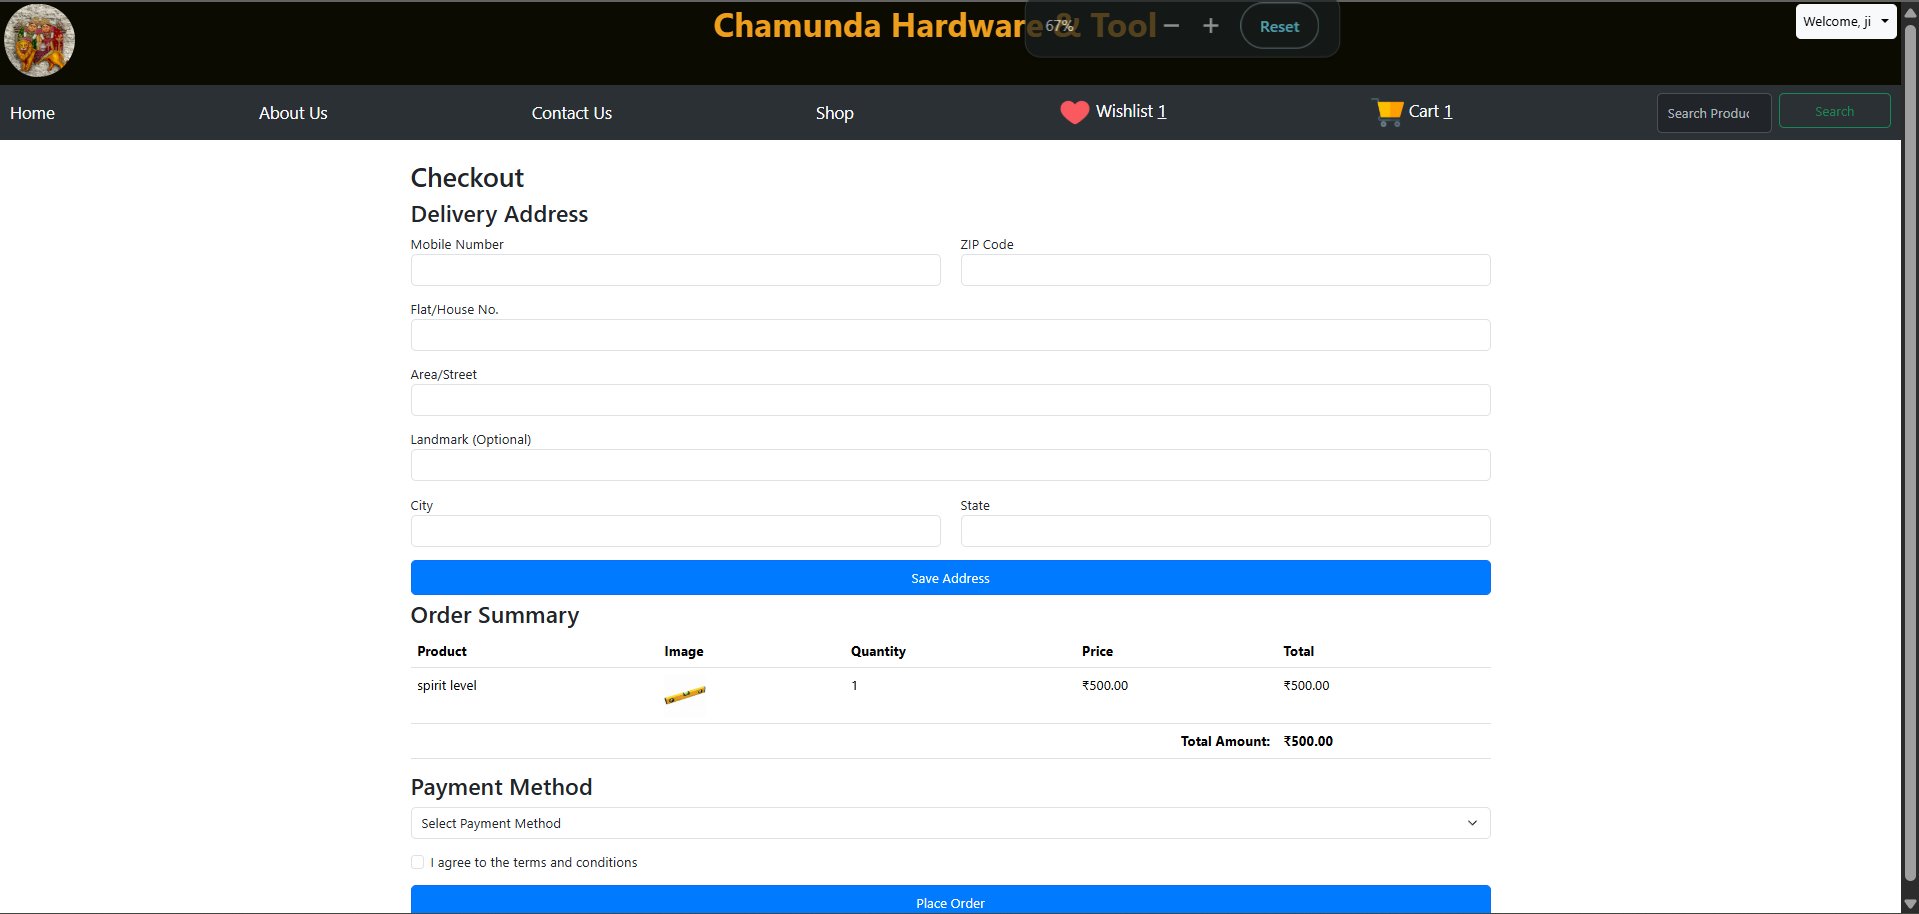 Chamunda Hardware & Tool
67%
Reset
Welcome, ji
Home About Us Contact Us Shop Wishlist 1 Cart 1 Search Produc Search
Checkout
Delivery Address
Mobile Number ZIP Code
Flat/House No.
Area/Street
Landmark (Optional)
City State
Save Address
Order Summary
Product Image Quantity Price Total
spirit level 1 ₹500.00 ₹500.00
Total Amount: ₹500.00
Payment Method
Select Payment Method
I agree to the terms and conditions
Place Order